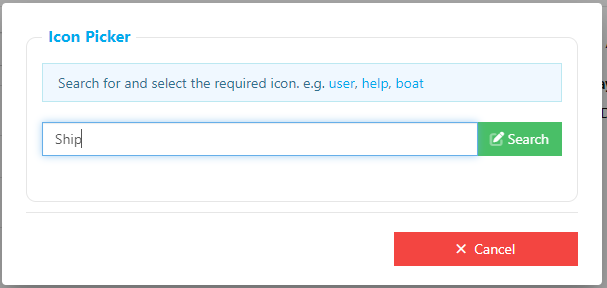 Icon Picker
Search for and select the required icon. e.g. user, help, boat
Ship
Search
Cancel